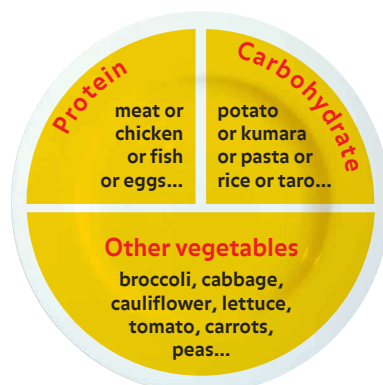 Protein
meat or
chicken
or fish
or eggs...
Carbohydrate
potato
or kumara
or pasta or
rice or taro...
Other vegetables
broccoli, cabbage,
cauliflower, lettuce,
tomato, carrots,
peas...